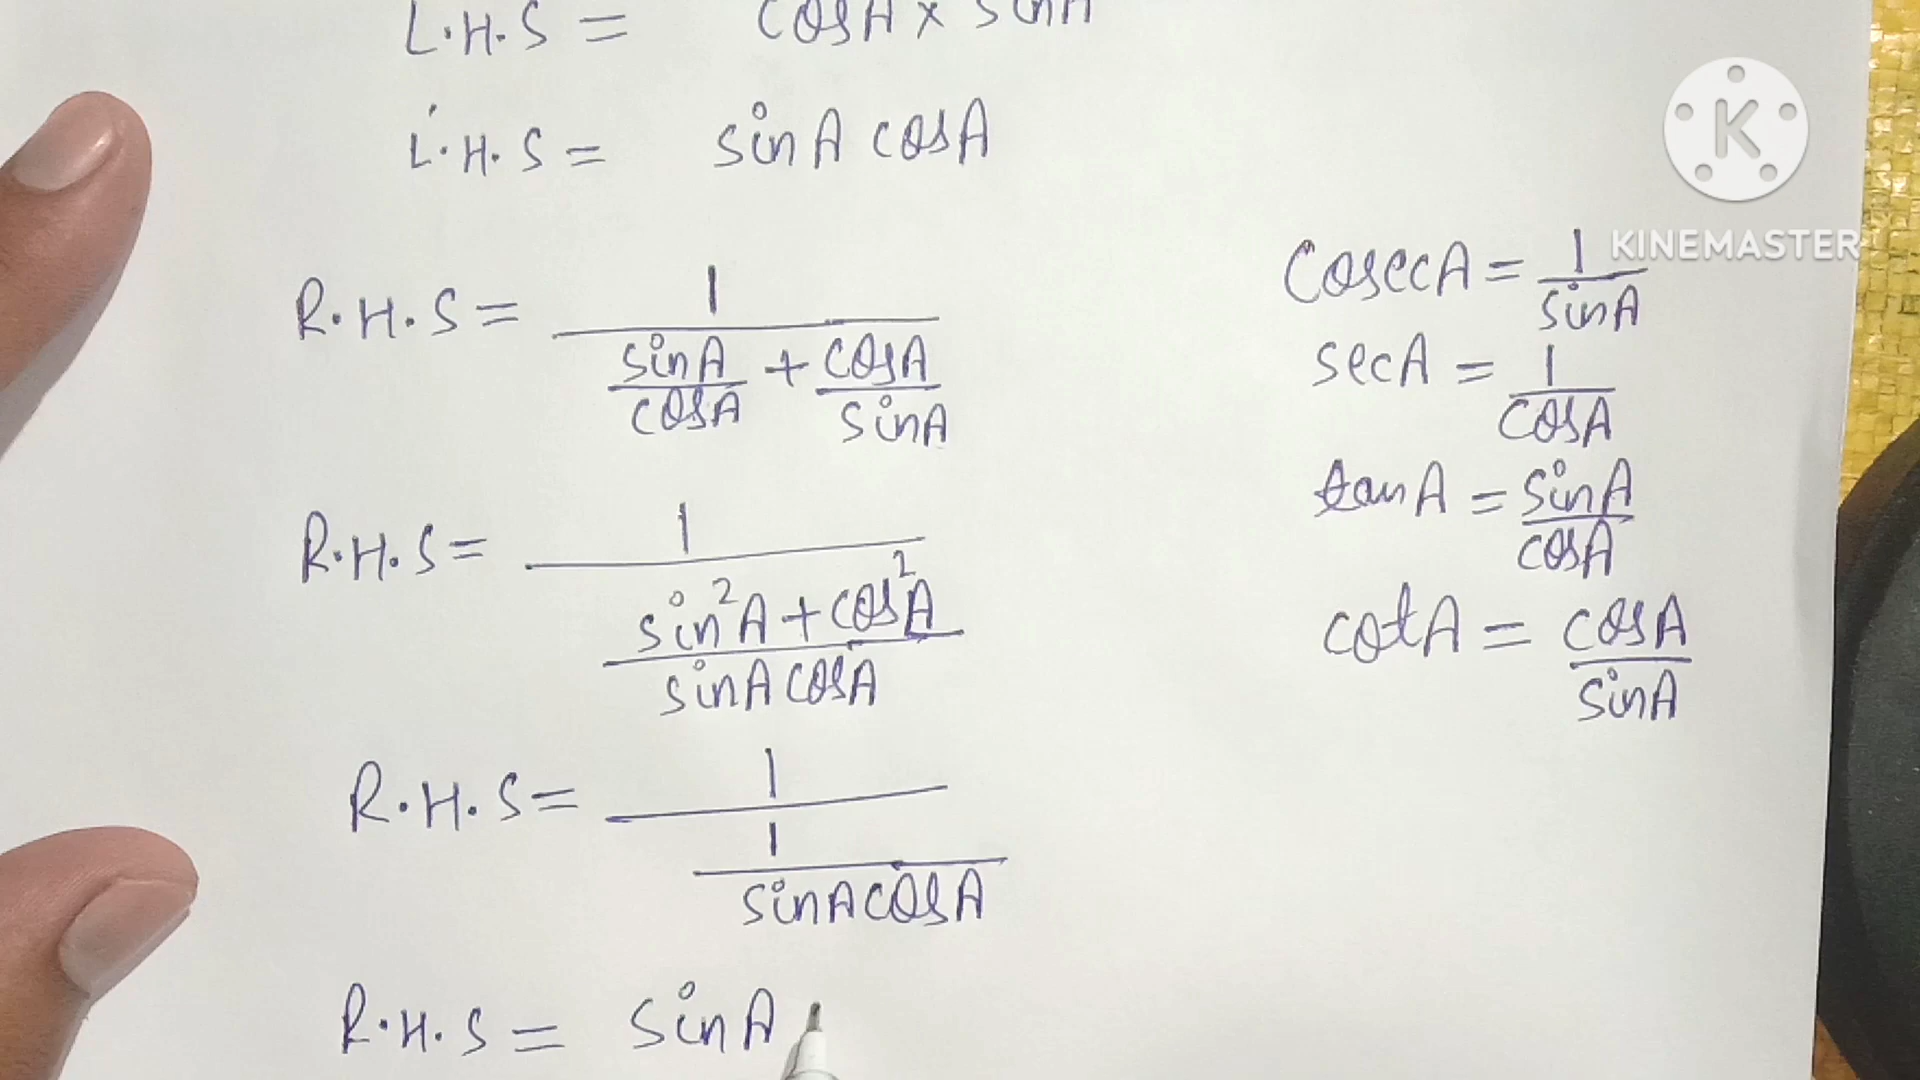 L.H.S = cosA × sinA
L.H.S = sinA cosA
R.H.S = 1 / (sinA/cosA + cosA/sinA)
R.H.S = 1 / ((sin²A + cos²A) / (sinA cosA))
R.H.S = 1 / (1 / (sinA cosA))
R.H.S = sinA
K
KINEMASTER
cosecA = 1/sinA
secA = 1/cosA
tanA = sinA/cosA
cotA = cosA/sinA